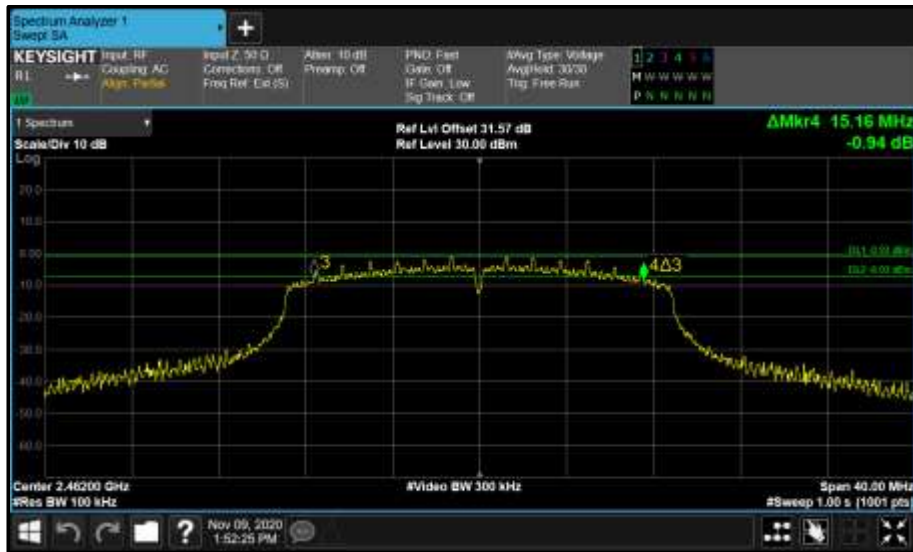 Spectrum Analyzer 1
Swept SA
KEYSIGHT
Input: RF
Coupling: AC
Align: Partial
Input Z: 50 Ω
Corrections: Off
Freq Ref: Ext (S)
Atten: 10 dB
Preamp: Off
PNO: Fast
Gate: Off
IF Gain: Low
Sig Track: Off
#Avg Type: Voltage
Avg|Hold: 30/30
Trig: Free Run
1 2 3 4 5 6
M W W W W W
P N N N N N
1 Spectrum
Scale/Div 10 dB
Ref Lvl Offset 31.57 dB
Ref Level 30.00 dBm
ΔMkr4 15.16 MHz
-0.94 dB
Log
20.0
10.0
0.00
-10.0
-20.0
-30.0
-40.0
-50.0
-60.0
3
4Δ3
Center 2.46200 GHz
#Res BW 100 kHz
#Video BW 300 kHz
Span 40.00 MHz
#Sweep 1.00 s (1001 pts)
?
Nov 09, 2020
1:52:25 PM